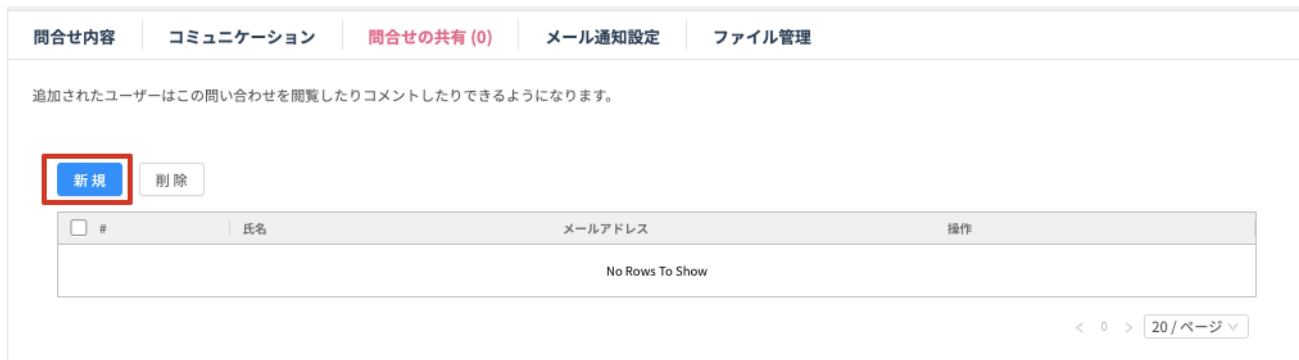 問合せ内容 コミュニケーション 問合せの共有 (0) メール通知設定 ファイル管理
追加されたユーザーはこの問い合わせを閲覧したりコメントしたりできるようになります。
新規 削除
# 氏名 メールアドレス 操作
No Rows To Show
< 0 > 20 / ページ